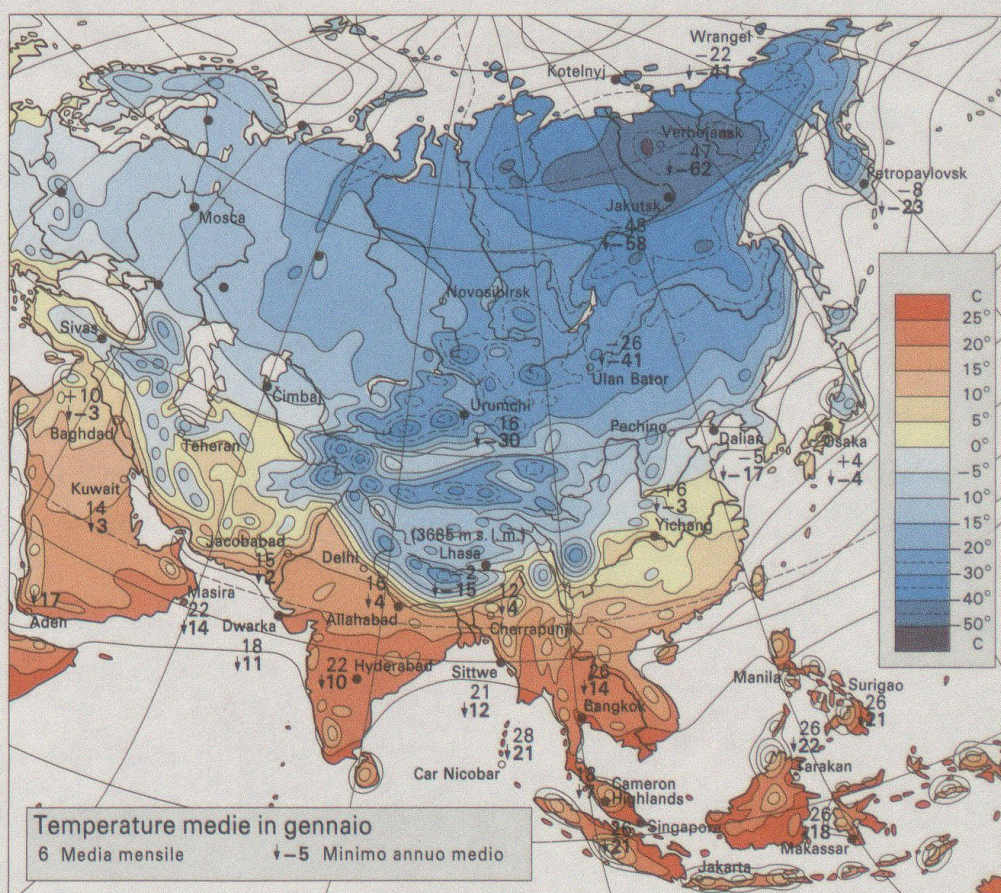 Wrangel
-22
↓-41
Kotelnyj
Verhojansk
-47
↓-62
Petropavlovsk
-8
↓-23
Jakutsk
↓-58
Mosca
Novosibirsk
-26
↓-41
Ulan Bator
Sivas
Cimbaj
Urumchi
-16
↓-30
Pechino
Dalian
-5
↓-17
Osaka
+4
↓-4
+10
↓-3
Baghdad
Teheran
Kuwait
14
↓3
+6
↓-3
Yichang
(3685 m s.l.m.)
Lhasa
↓-15
Jacobabad
15
Delhi
16
↓4
Allahabad
12
↓4
Cherrapunji
↓17
Aden
Masira
22
↓14
Dwarka
18
↓11
22
↓10
Hyderabad
Sittwe
21
↓12
26
↓14
Bangkok
28
↓21
Car Nicobar
Manila
Surigao
26
↓21
26
↓22
Tarakan
18
↓7
Cameron
Highlands
26
↓21
Singapore
26
↓18
Makassar
Jakarta
C
25°
20°
15°
10°
5°
0°
-5°
10°
15°
20°
30°
40°
50°
C
Temperature medie in gennaio
6 Media mensile
↓-5 Minimo annuo medio